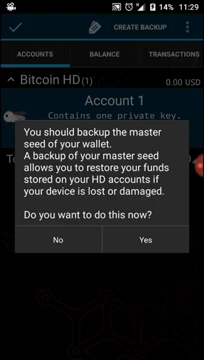 14% 11:29
CREATE BACKUP
ACCOUNTS BALANCE TRANSACTIONS
Bitcoin HD(1) 0.00 USD
Account 1
Contains one private key.
You should backup the master
seed of your wallet.
A backup of your master seed
allows you to restore your funds
stored on your HD accounts if
your device is lost or damaged.
Do you want to do this now?
No Yes